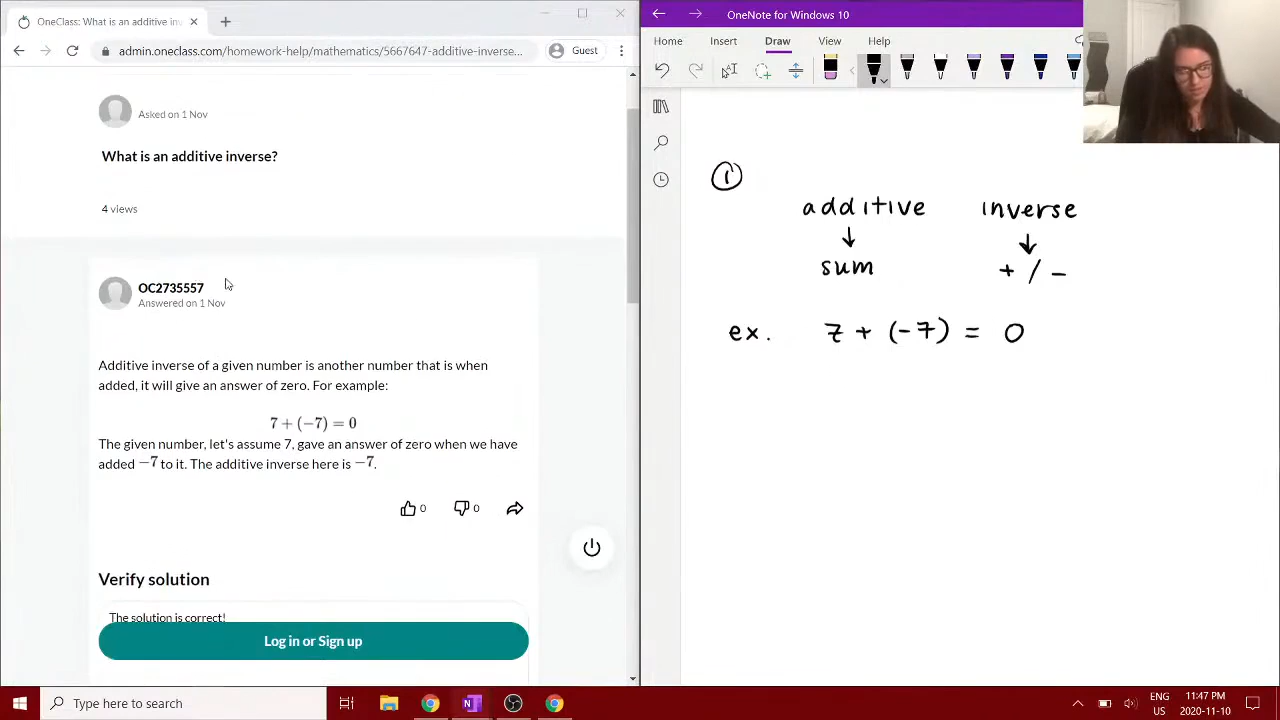 OneClass: What is an additive inv
admin.oneclass.com/homework-help/mathematics/5667647-additive-inverse...
Guest
Asked on 1 Nov
What is an additive inverse?
4 views
OC2735557
Answered on 1 Nov
Additive inverse of a given number is another number that is when
added, it will give an answer of zero. For example:
7 + (−7) = 0
The given number, let's assume 7, gave an answer of zero when we have
added −7 to it. The additive inverse here is −7.
0
0
Verify solution
The solution is correct!
Log in or Sign up
OneNote for Windows 10
Home Insert Draw View Help
1
additive inverse
sum + / -
ex. 7 + (-7) = 0
Type here to search
ENG
US
11:47 PM
2020-11-10